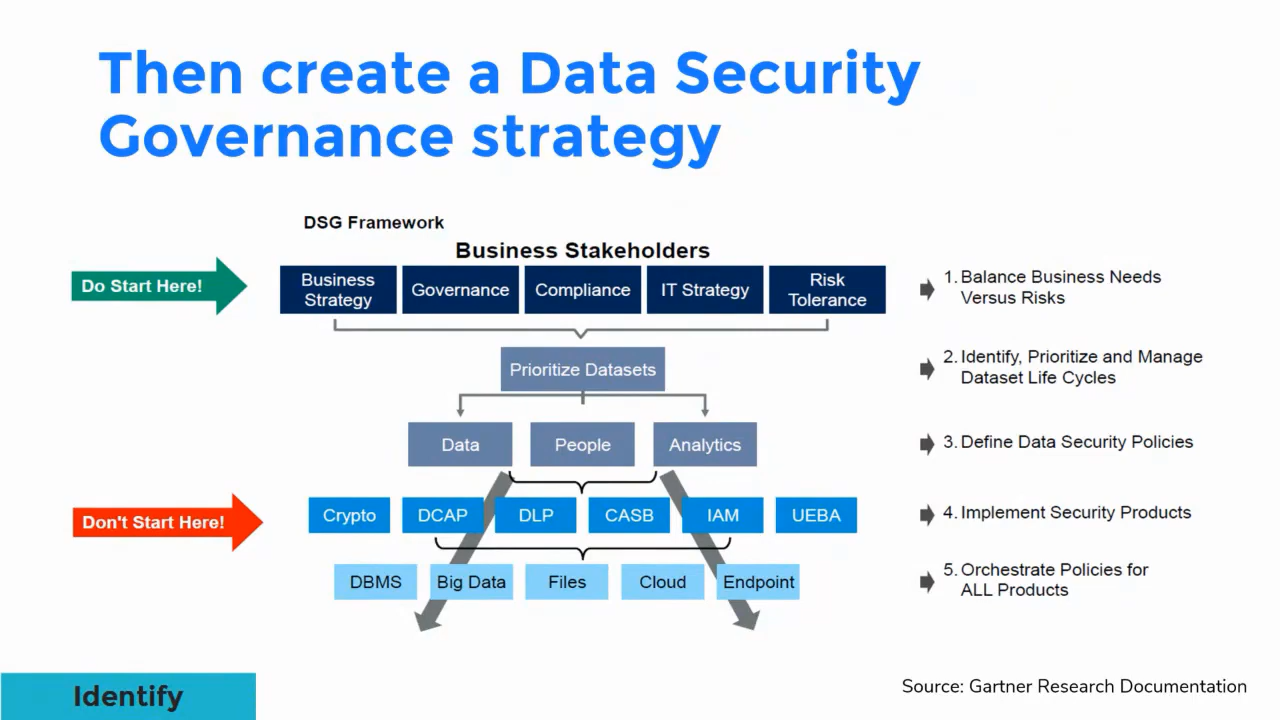 Then create a Data Security
Governance strategy
DSG Framework
Business Stakeholders
Do Start Here!
Business
Strategy
Governance
Compliance
IT Strategy
Risk
Tolerance
1. Balance Business Needs
Versus Risks
Prioritize Datasets
2. Identify, Prioritize and Manage
Dataset Life Cycles
Data
People
Analytics
3. Define Data Security Policies
Don't Start Here!
Crypto
DCAP
DLP
CASB
IAM
UEBA
4. Implement Security Products
DBMS
Big Data
Files
Cloud
Endpoint
5. Orchestrate Policies for
ALL Products
Identify
Source: Gartner Research Documentation